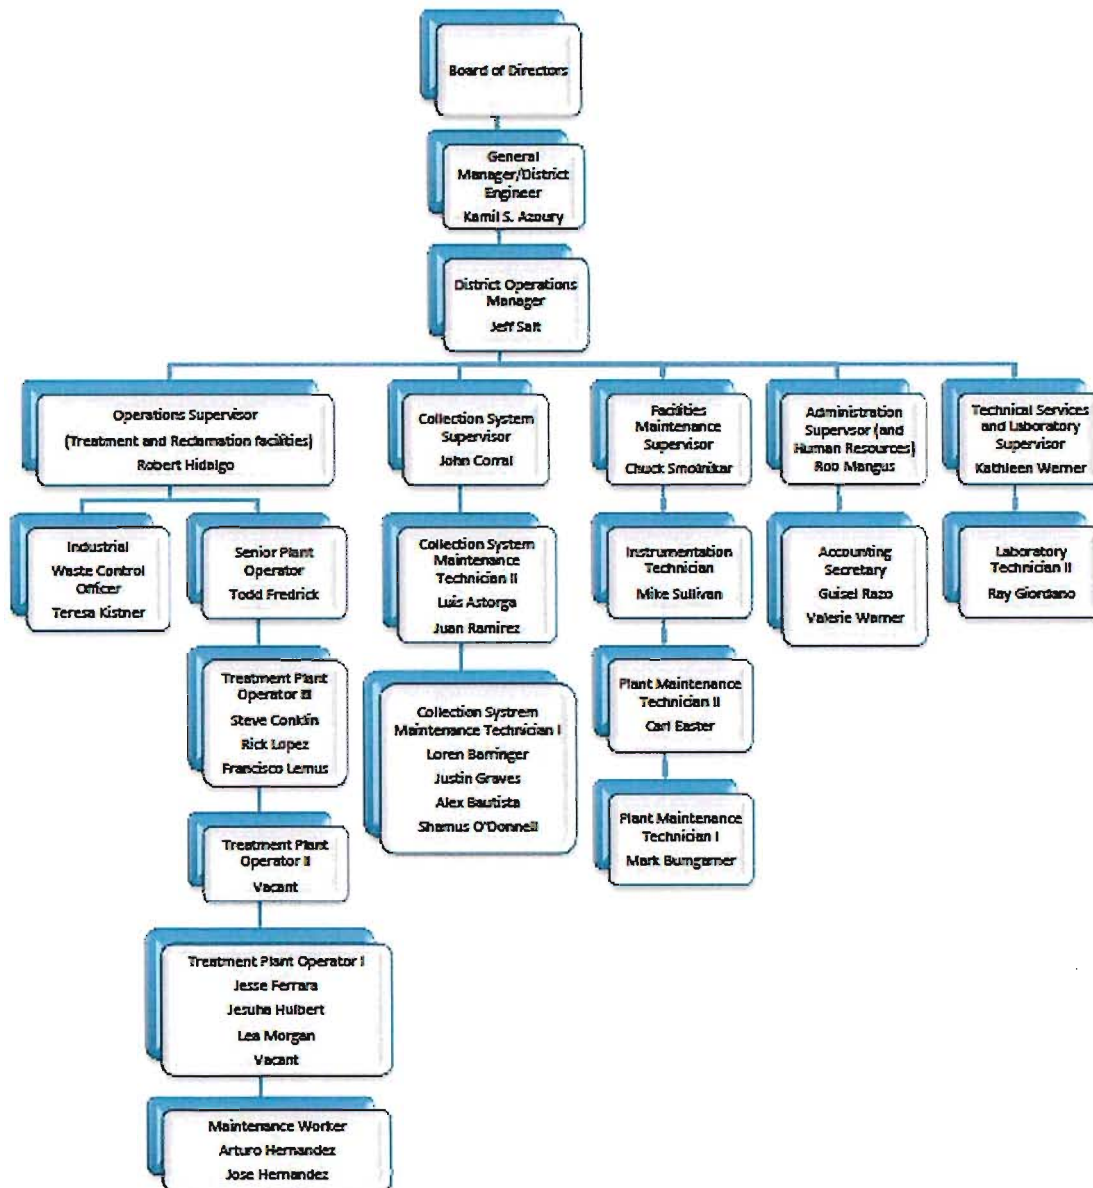 Board of Directors
General
Manager/District
Engineer
Kamil S. Azoury
District Operations
Manager
Jeff Salt
Operations Supervisor
(Treatment and Reclamation facilities)
Robert Hidalgo
Collection System
Supervisor
John Corral
Facilities
Maintenance
Supervisor
Chuck Smolnikar
Administration
Supervsor (and
Human Resources)
Roo Mangus
Technical Services
and Laboratory
Supervisor
Kathleen Werner
Industrial
Waste Control
Officer
Teresa Kistner
Senior Plant
Operator
Todd Fredrick
Collection System
Maintenance
Technician II
Luis Astorga
Juan Ramirez
Instrumentation
Technician
Mike Sullivan
Accounting
Secretary
Guisel Razo
Valerie Warner
Laboratory
Technician II
Ray Giordano
Treatment Plant
Operator III
Steve Conklin
Rick Lopez
Francisco Lemus
Collection Systrem
Maintenance Technician I
Loren Barringer
Justin Graves
Alex Bautista
Shamus O'Donnell
Plant Maintenance
Technician II
Carl Easter
Plant Maintenance
Technician I
Mark Bumgarner
Treatment Plant
Operator II
Vacant
Treatment Plant Operator I
Jesse Ferrara
Jesuha Hulbert
Lea Morgan
Vacant
Maintenance Worker
Arturo Hernandez
Jose Hernandez